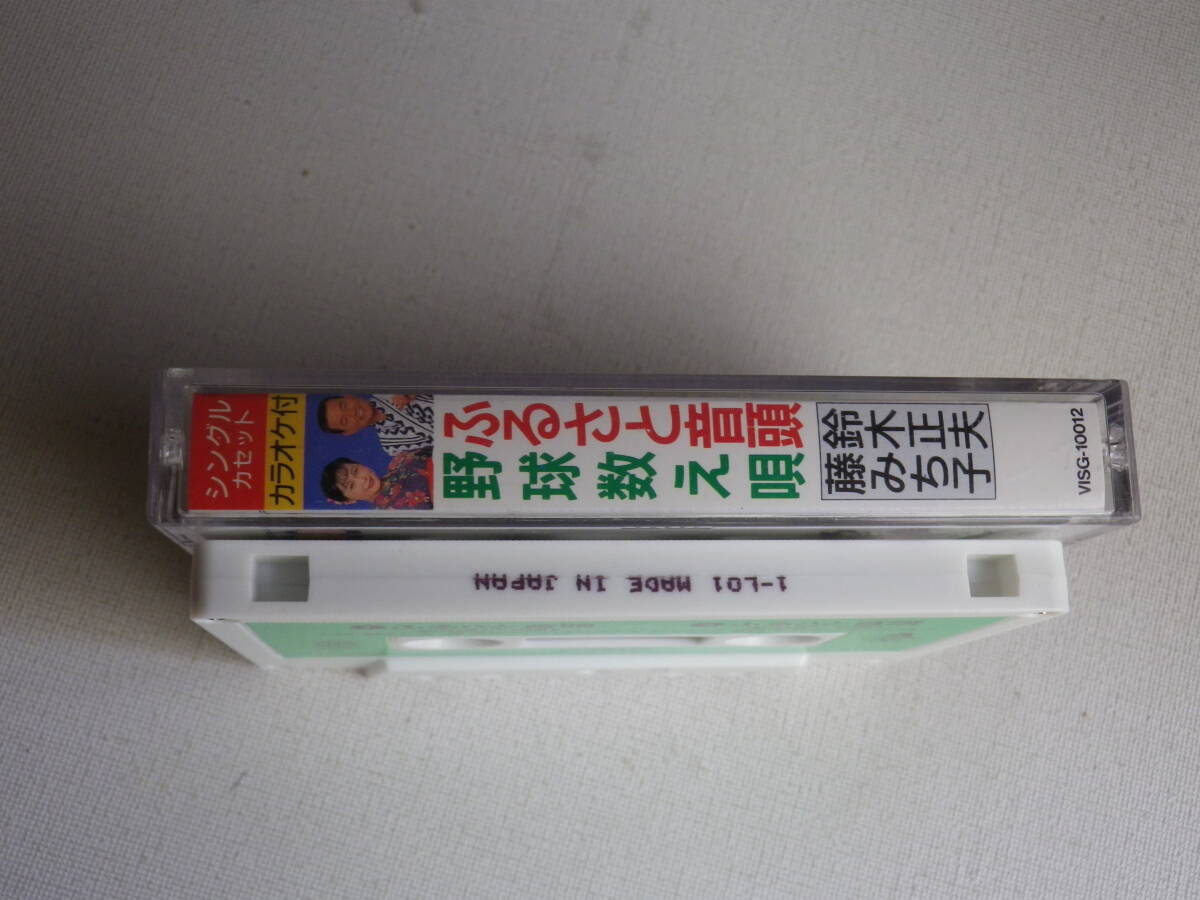 シングル
カセット
カラオケ付
ふるさと音頭
野球数え唄
鈴木正夫
藤みち子
VISG-10012
1-L01 MADE IN JAPAN